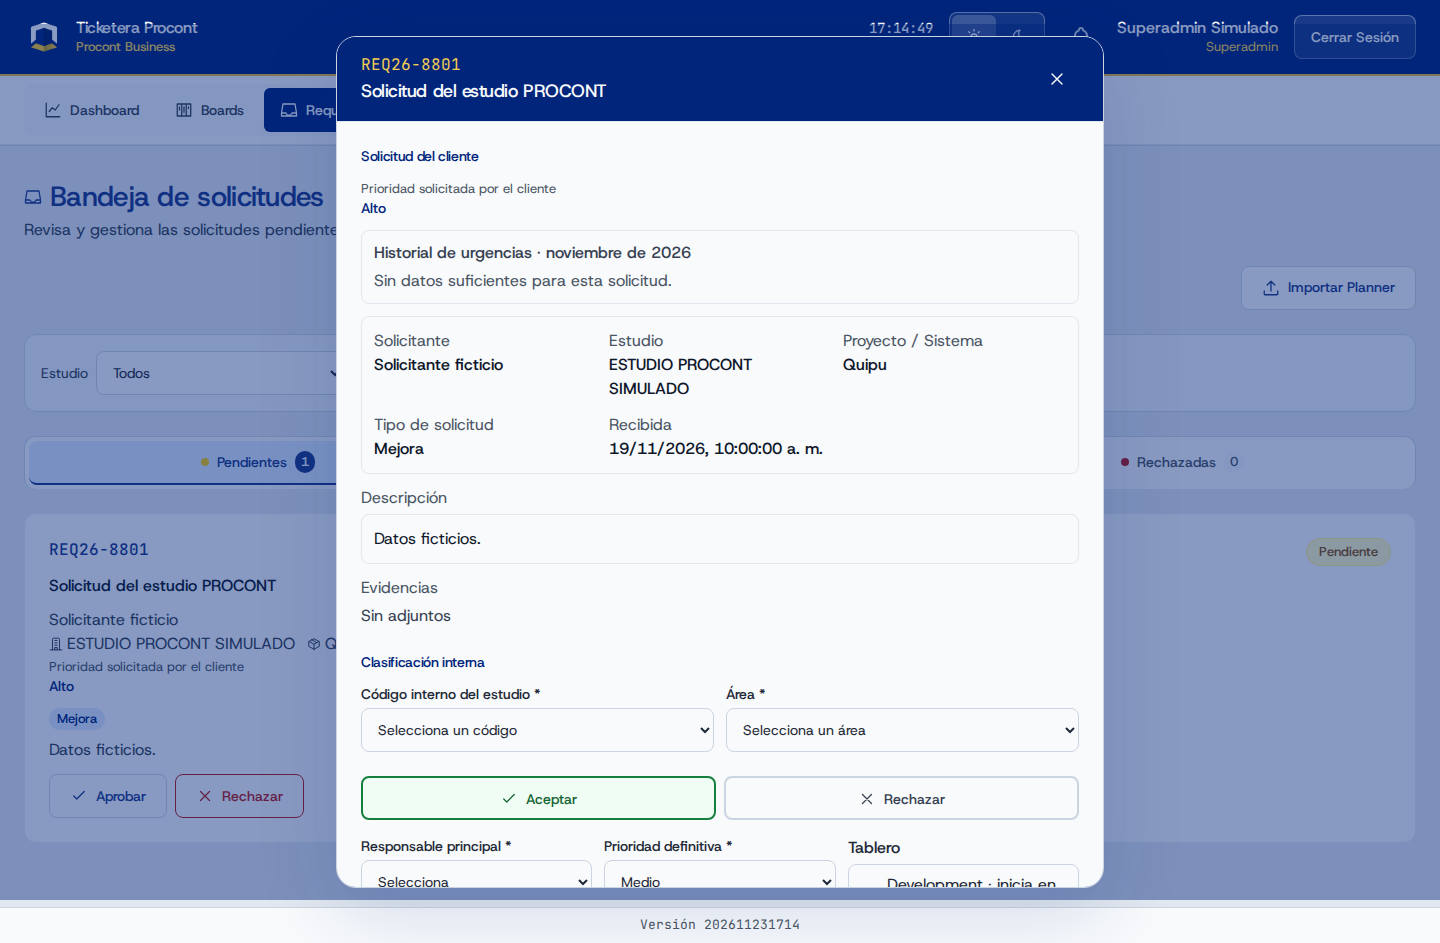 Ticketera Procont
Procont Business
17:14:49
Superadmin Simulado
Superadmin
Cerrar Sesión
Dashboard
Boards
Bandeja de solicitudes
Revisa y gestiona las solicitudes
Importar Planner
Estudio
Todos
Pendientes 1
Rechazadas 0
REQ26-8801
Pendiente
Solicitud del estudio PROCONT
Solicitante ficticio
ESTUDIO PROCONT SIMULADO
Prioridad solicitada por el cliente
Alto
Mejora
Datos ficticios.
Aprobar
Rechazar
REQ26-8801
Solicitud del estudio PROCONT
Solicitud del cliente
Prioridad solicitada por el cliente
Alto
Historial de urgencias · noviembre de 2026
Sin datos suficientes para esta solicitud.
Solicitante
Solicitante ficticio
Estudio
ESTUDIO PROCONT
SIMULADO
Proyecto / Sistema
Quipu
Tipo de solicitud
Mejora
Recibida
19/11/2026, 10:00:00 a. m.
Descripción
Datos ficticios.
Evidencias
Sin adjuntos
Clasificación interna
Código interno del estudio *
Selecciona un código
Área *
Selecciona un área
Aceptar
Rechazar
Responsable principal *
Selecciona
Prioridad definitiva *
Medio
Tablero
Development · inicia en
Versión 202611231714